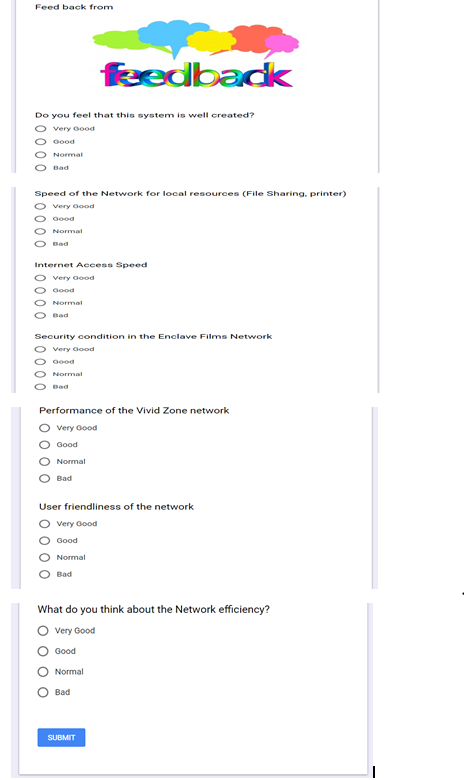 Feed back from
feedback
Do you feel that this system is well created?
Very Good
Good
Normal
Bad
Speed of the Network for local resources (File Sharing, printer)
Very Good
Good
Normal
Bad
Internet Access Speed
Very Good
Good
Normal
Bad
Security condition in the Enclave Films Network
Very Good
Good
Normal
Bad
Performance of the Vivid Zone network
Very Good
Good
Normal
Bad
User friendliness of the network
Very Good
Good
Normal
Bad
What do you think about the Network efficiency?
Very Good
Good
Normal
Bad
SUBMIT